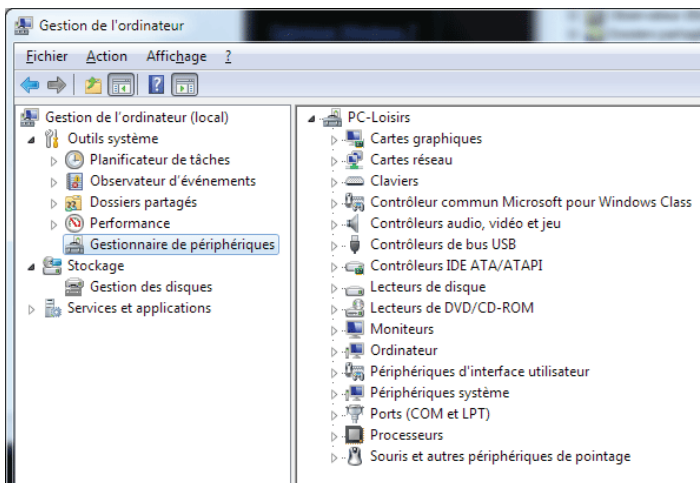 Gestion de l'ordinateur
Fichier Action Affichage ?
Gestion de l'ordinateur (local)
Outils système
Planificateur de tâches
Observateur d'événements
Dossiers partagés
Performance
Gestionnaire de périphériques
Stockage
Gestion des disques
Services et applications
PC-Loisirs
Cartes graphiques
Cartes réseau
Claviers
Contrôleur commun Microsoft pour Windows Class
Contrôleurs audio, vidéo et jeu
Contrôleurs de bus USB
Contrôleurs IDE ATA/ATAPI
Lecteurs de disque
Lecteurs de DVD/CD-ROM
Moniteurs
Ordinateur
Périphériques d'interface utilisateur
Périphériques système
Ports (COM et LPT)
Processeurs
Souris et autres périphériques de pointage